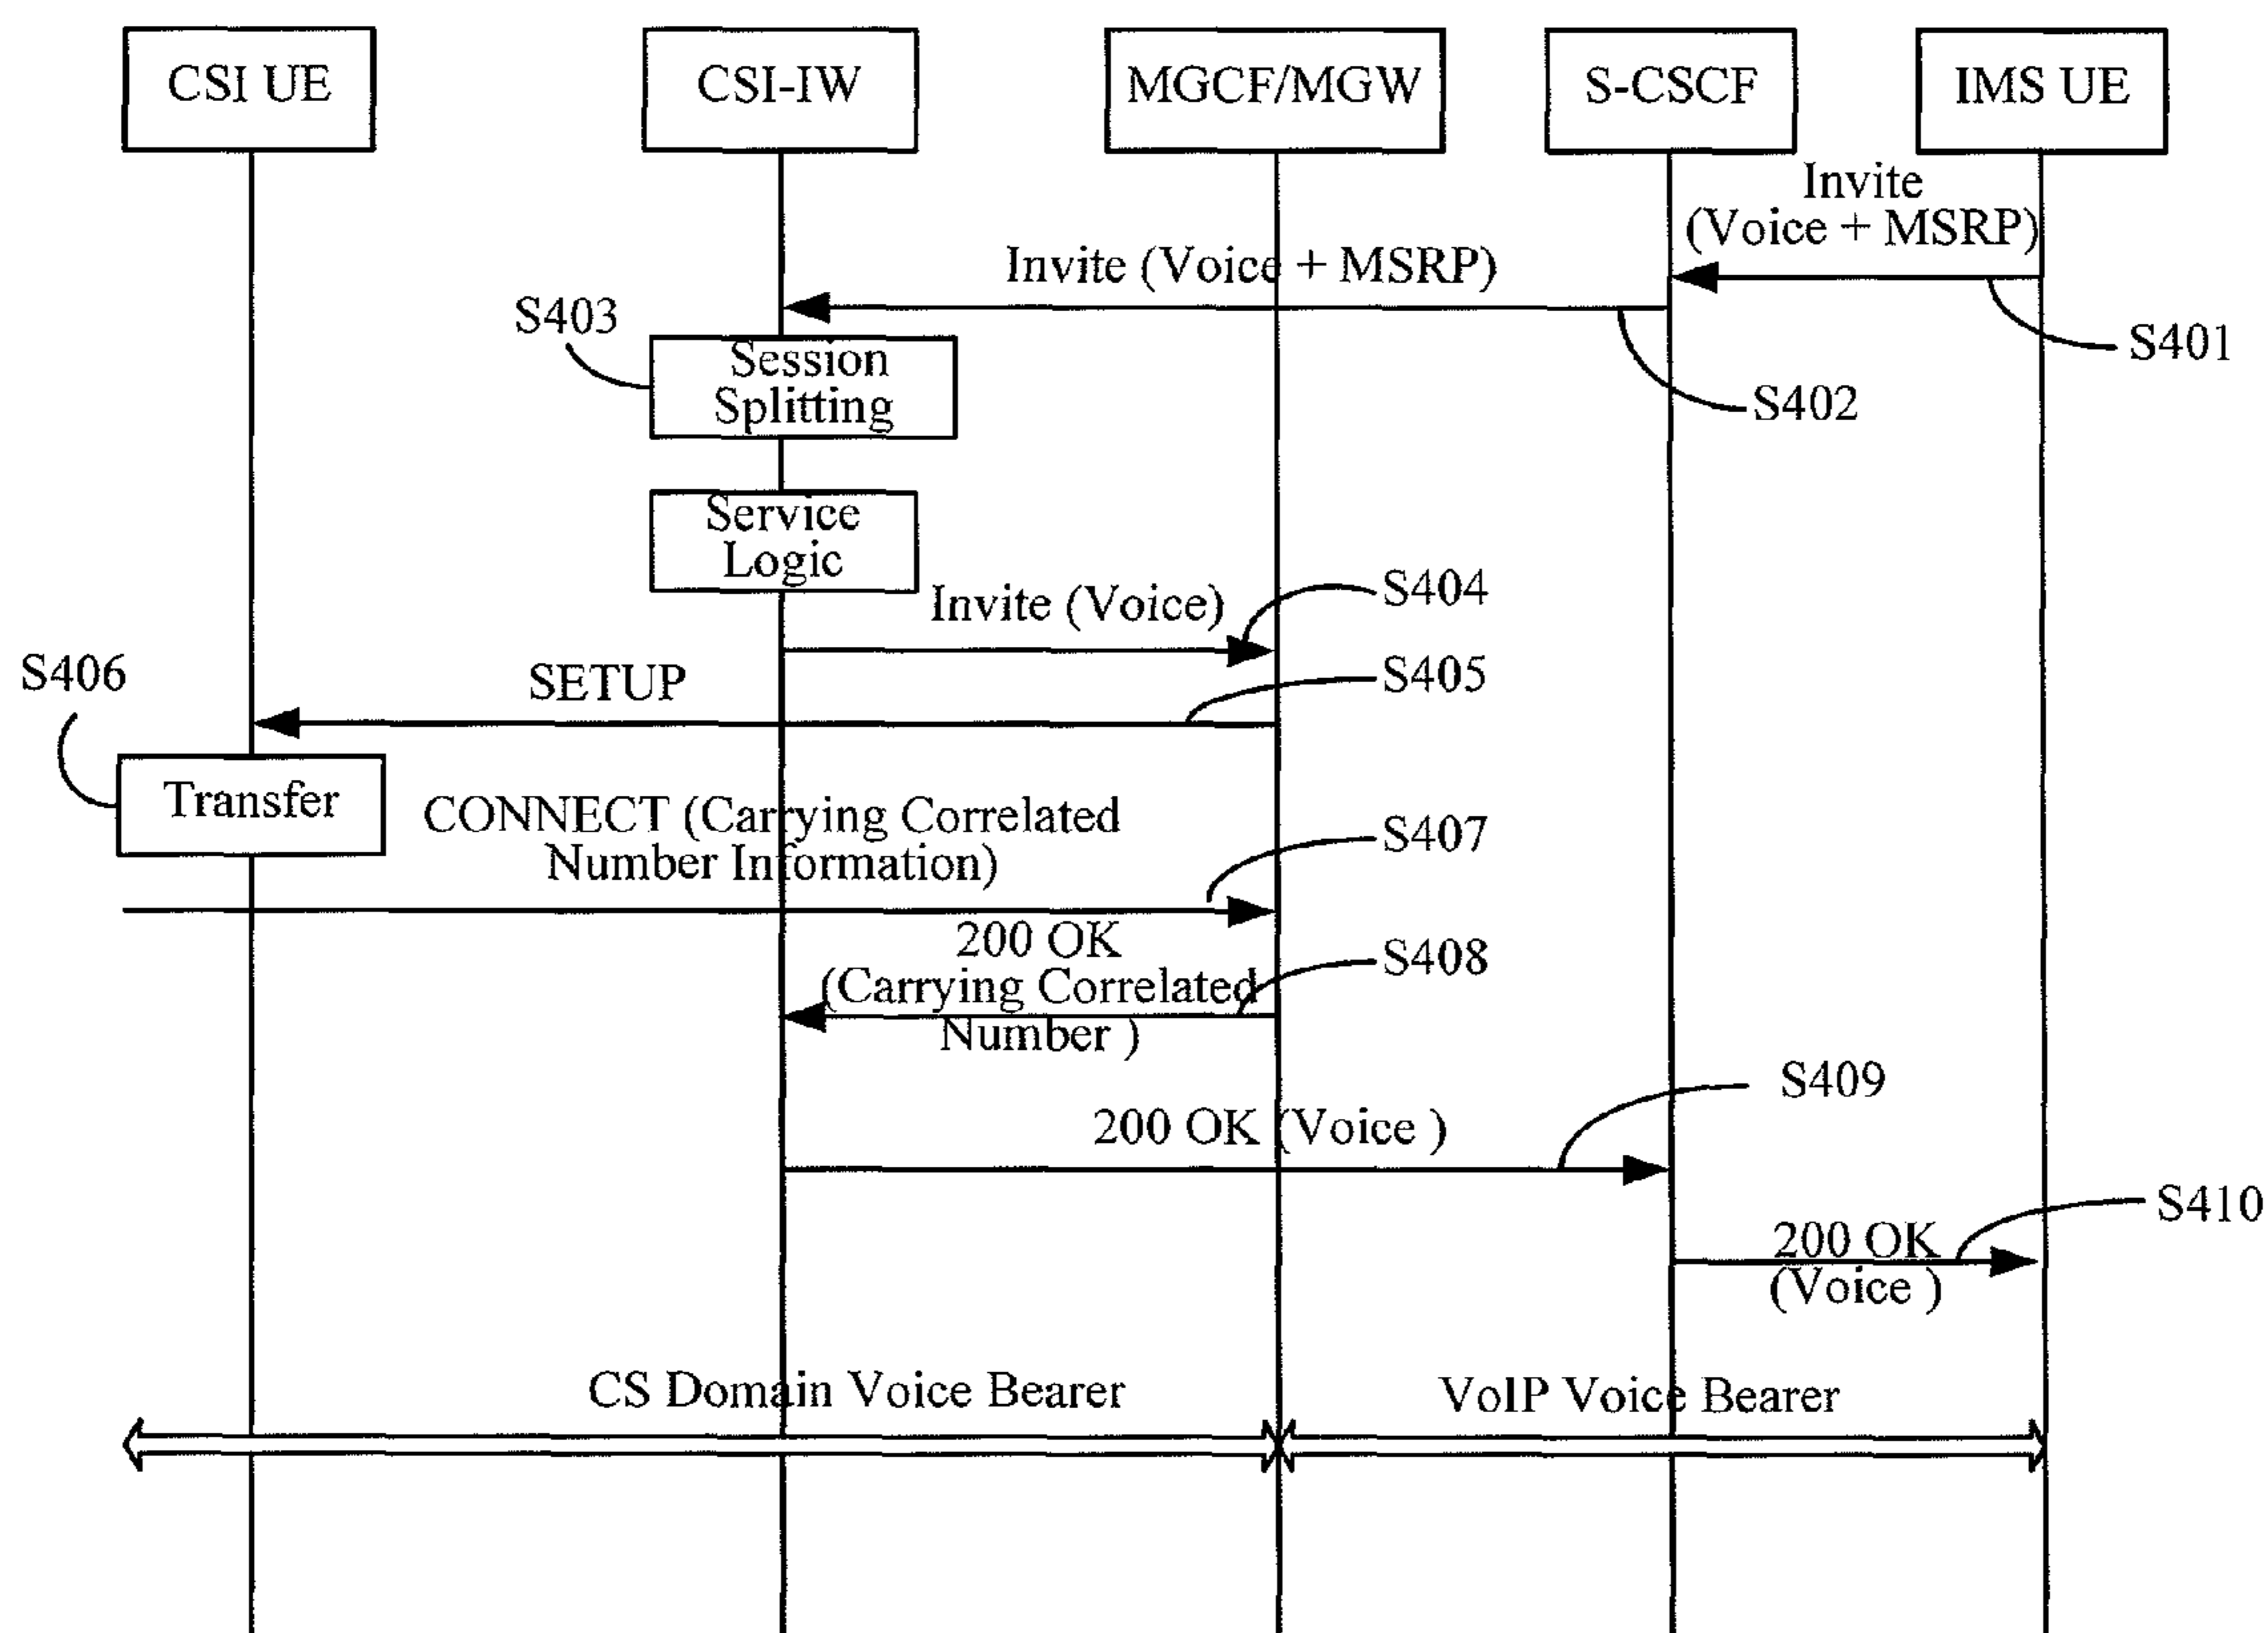 CSI UE
CSI-IW
MGCF/MGW
S-CSCF
IMS UE
Invite
(Voice + MSRP)
Invite (Voice + MSRP)
S401
S403
Session
Splitting
S402
Service
Logic
Invite (Voice)
S404
S406
SETUP
S405
Transfer
CONNECT (Carrying Correlated
Number Information)
S407
200 OK
(Carrying Correlated
Number )
S408
S409
200 OK (Voice )
S410
200 OK
(Voice )
CS Domain Voice Bearer
VoIP Voice Bearer